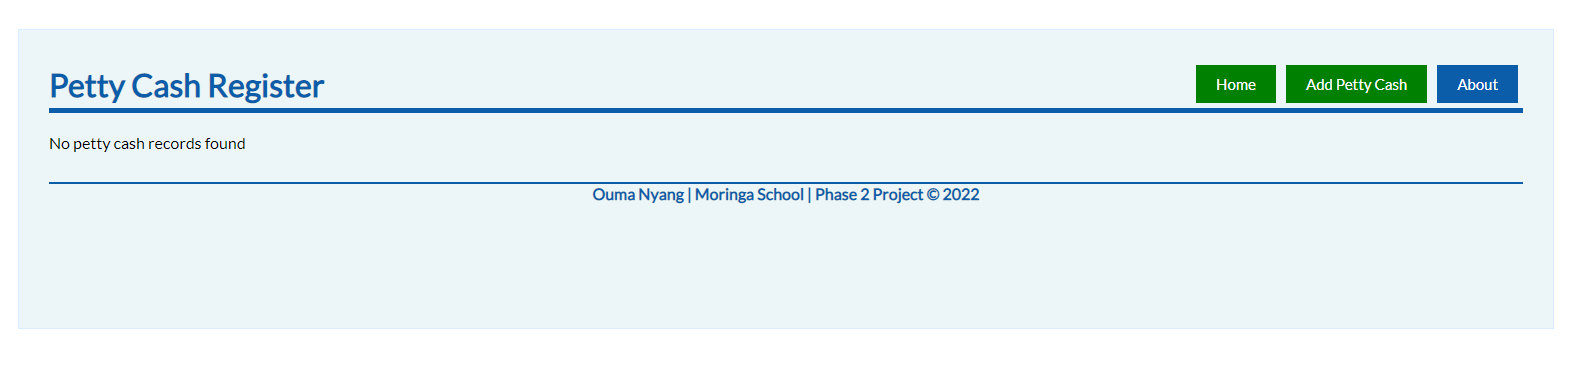 Petty Cash Register
Home
Add Petty Cash
About
No petty cash records found
Ouma Nyang | Moringa School | Phase 2 Project © 2022